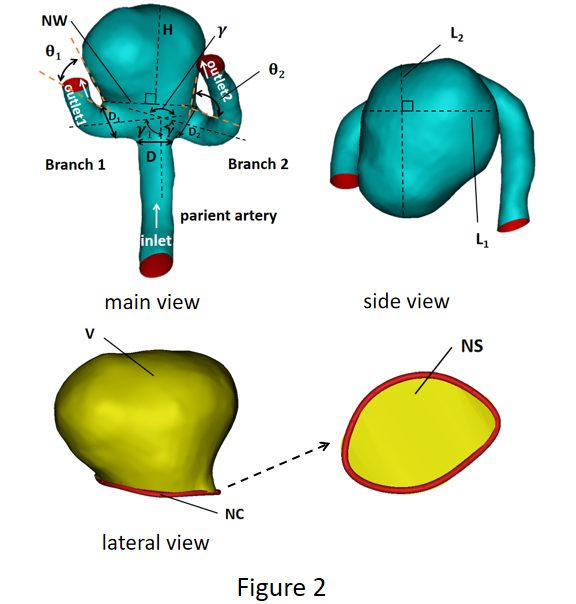 NW
H
γ
θ1
θ2
outlet1
outlet2
D1
D2
γ1
γ
Branch 1
D
Branch 2
parient artery
inlet
main view
L2
L1
side view
V
NC
lateral view
NS
Figure 2